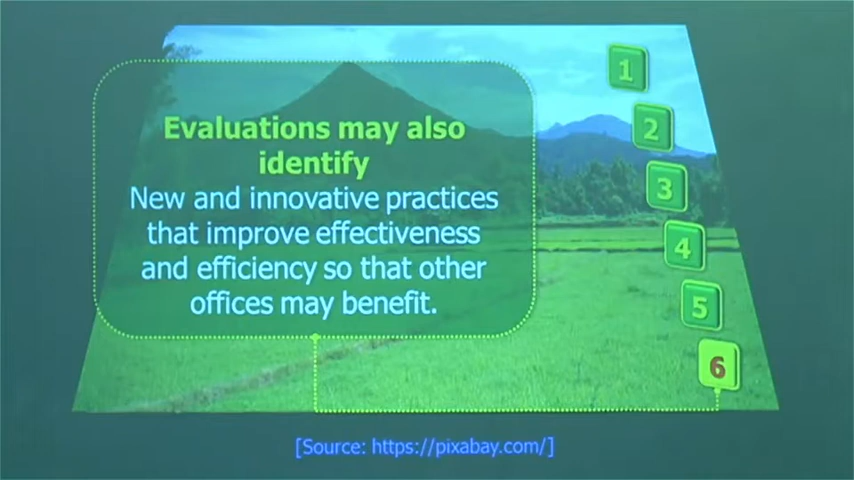 Evaluations may also
identify
New and innovative practices
that improve effectiveness
and efficiency so that other
offices may benefit.
1
2
3
4
5
6
[Source: https://pixabay.com/]